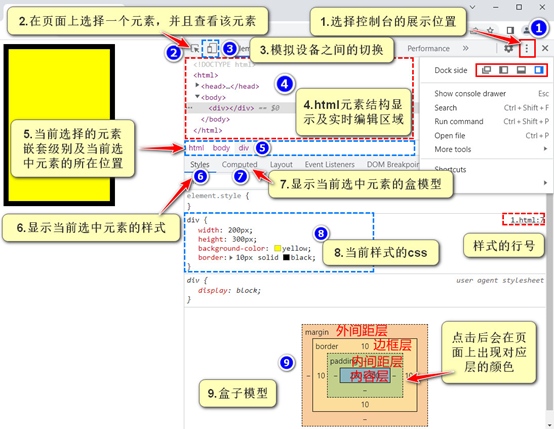 2.在页面上选择一个元素，并且查看该元素
1.选择控制台的展示位置
1
2
3
3.模拟设备之间的切换
Performance
»
<!DOCTYPE html>
<html>
<head>…</head>
<body>
<div></div> == $0
</body>
</html>
4
4.html元素结构显示及实时编辑区域
Dock side
Show console drawer Esc
Search Ctrl + Shift + F
Run command Ctrl + Shift + P
Open file Ctrl + P
More tools
Shortcuts
5.当前选择的元素
嵌套级别及当前选
中元素的所在位置
html body div
5
Styles Computed Layout Event Listeners DOM Breakpoin
6
7
7.显示当前选中元素的盒模型
6.显示当前选中元素的样式
element.style {
}
div {
1.html:7
width: 200px;
height: 300px;
background-color: yellow;
border: 10px solid black;
}
8
8.当前样式的css
样式的行号
div {
user agent stylesheet
display: block;
}
9
9.盒子模型
margin 外间距层
border 10 边框层
padding 内间距层
内容层
10
10
10
点击后会在页
面上出现对应
层的颜色